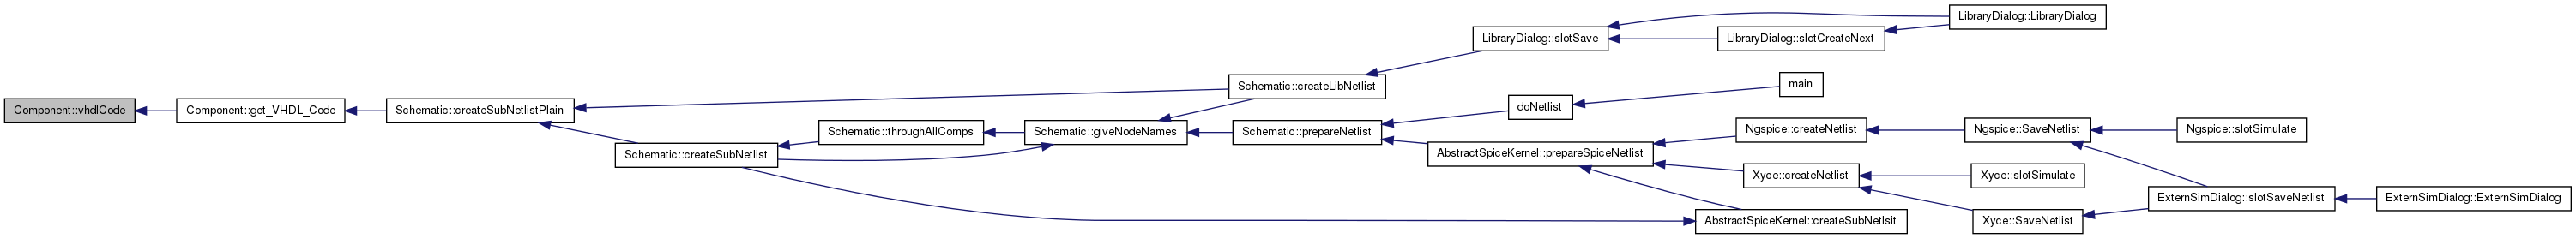 Component::vhdlCode
Component::get_VHDL_Code
Schematic::createSubNetlistPlain
Schematic::createSubNetlist
Schematic::throughAllComps
Schematic::giveNodeNames
Schematic::createLibNetlist
Schematic::prepareNetlist
LibraryDialog::slotSave
LibraryDialog::slotCreateNext
LibraryDialog::LibraryDialog
doNetlist
main
AbstractSpiceKernel::prepareSpiceNetlist
Ngspice::createNetlist
Xyce::createNetlist
AbstractSpiceKernel::createSubNetlsit
Ngspice::SaveNetlist
Xyce::slotSimulate
Xyce::SaveNetlist
Ngspice::slotSimulate
ExternSimDialog::slotSaveNetlist
ExternSimDialog::ExternSimDialog